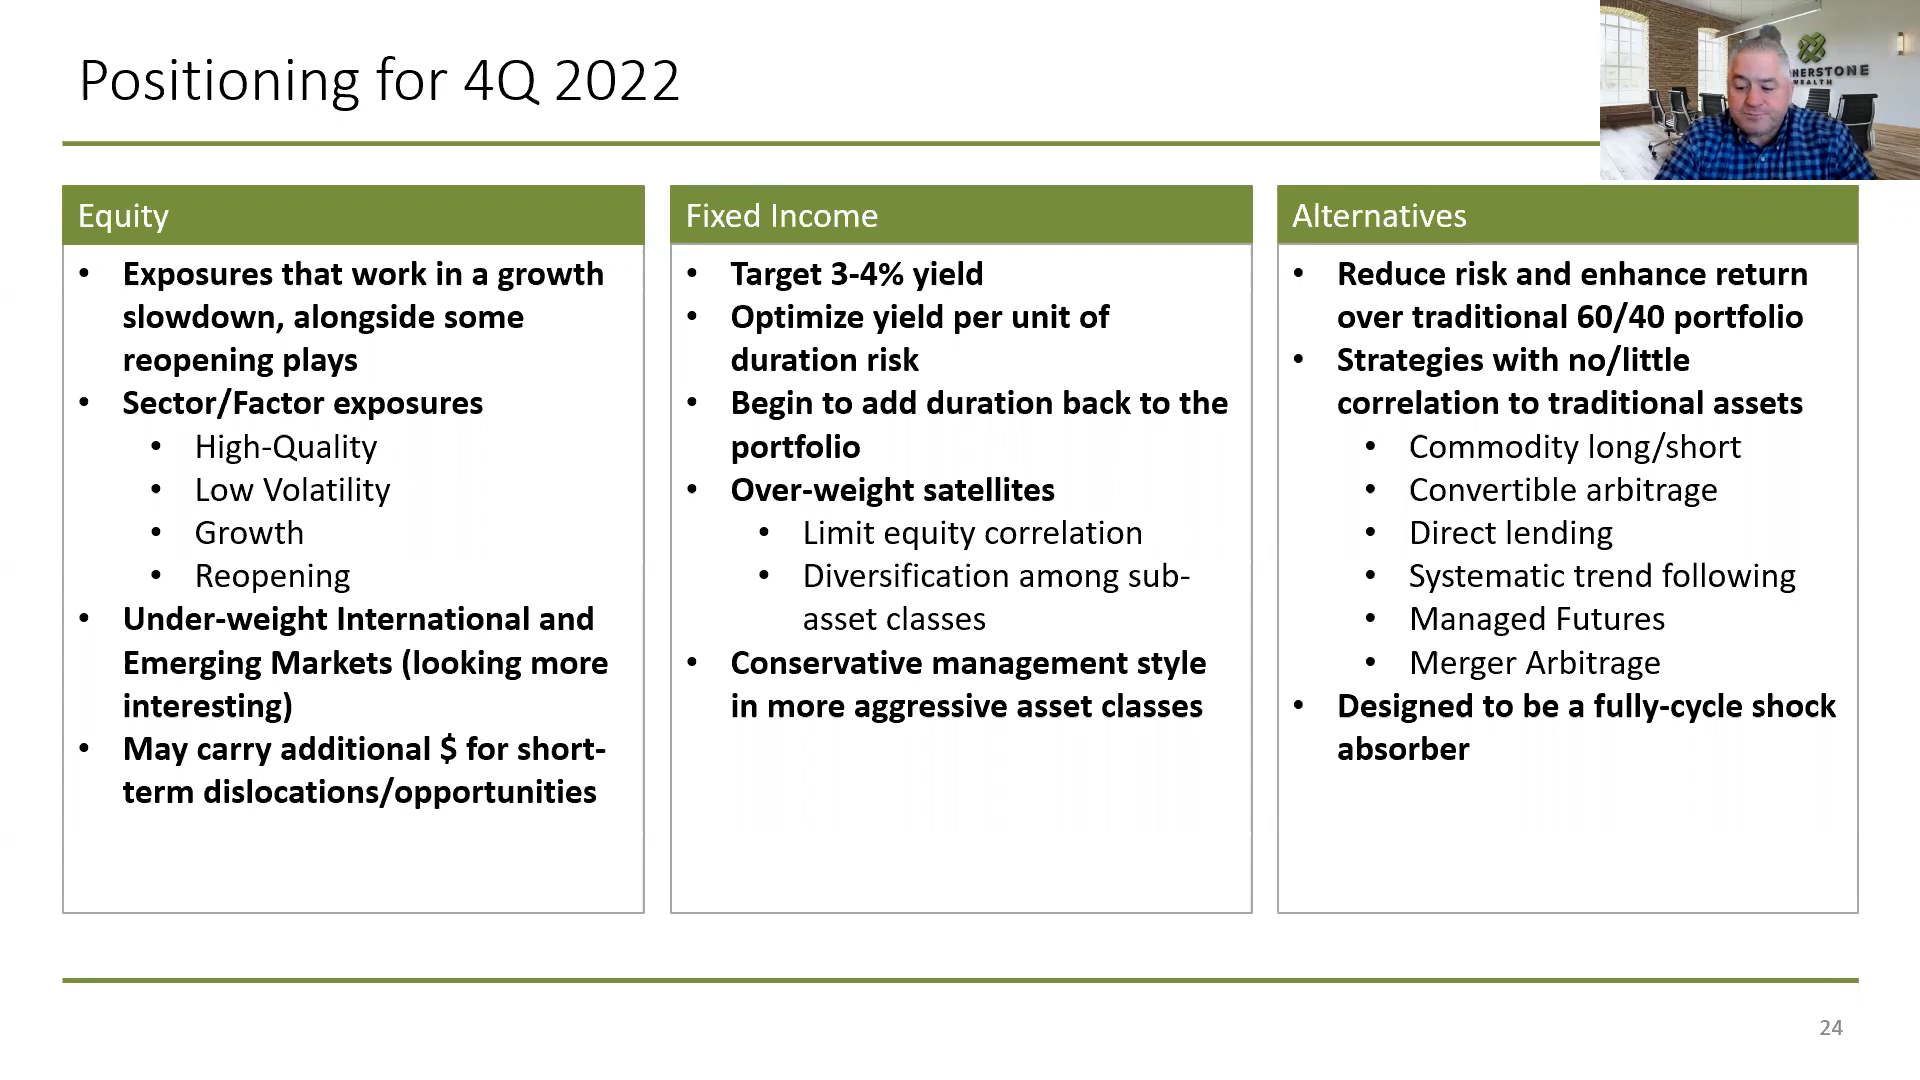 Positioning for 4Q 2022
NERSTONE
WEALTH
Equity
• Exposures that work in a growth
slowdown, alongside some
reopening plays
• Sector/Factor exposures
• High-Quality
• Low Volatility
• Growth
• Reopening
• Under-weight International and
Emerging Markets (looking more
interesting)
• May carry additional $ for short-
term dislocations/opportunities
Fixed Income
• Target 3-4% yield
• Optimize yield per unit of
duration risk
• Begin to add duration back to the
portfolio
• Over-weight satellites
• Limit equity correlation
• Diversification among sub-
asset classes
• Conservative management style
in more aggressive asset classes
Alternatives
• Reduce risk and enhance return
over traditional 60/40 portfolio
• Strategies with no/little
correlation to traditional assets
• Commodity long/short
• Convertible arbitrage
• Direct lending
• Systematic trend following
• Managed Futures
• Merger Arbitrage
• Designed to be a fully-cycle shock
absorber
24